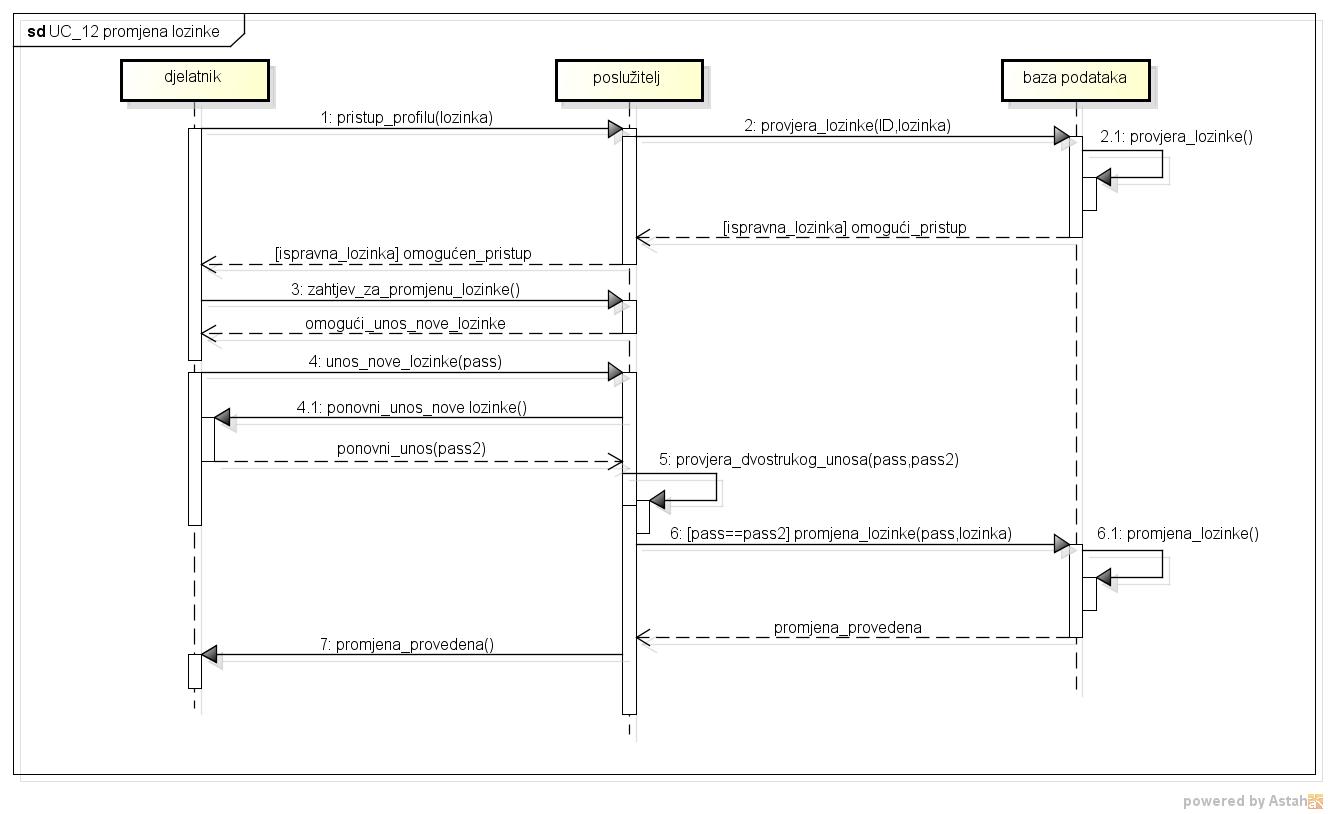 sd UC_12 promjena lozinke
djelatnik
poslužitelj
baza podataka
1: pristup_profilu(lozinka)
2: provjera_lozinke(ID,lozinka)
2.1: provjera_lozinke()
[ispravna_lozinka] omogući_pristup
[ispravna_lozinka] omogućen_pristup
3: zahtjev_za_promjenu_lozinke()
omogući_unos_nove_lozinke
4: unos_nove_lozinke(pass)
4.1: ponovni_unos_nove lozinke()
ponovni_unos(pass2)
5: provjera_dvostrukog_unosa(pass,pass2)
6: [pass==pass2] promjena_lozinke(pass,lozinka)
6.1: promjena_lozinke()
promjena_provedena
7: promjena_provedena()
powered by Astah